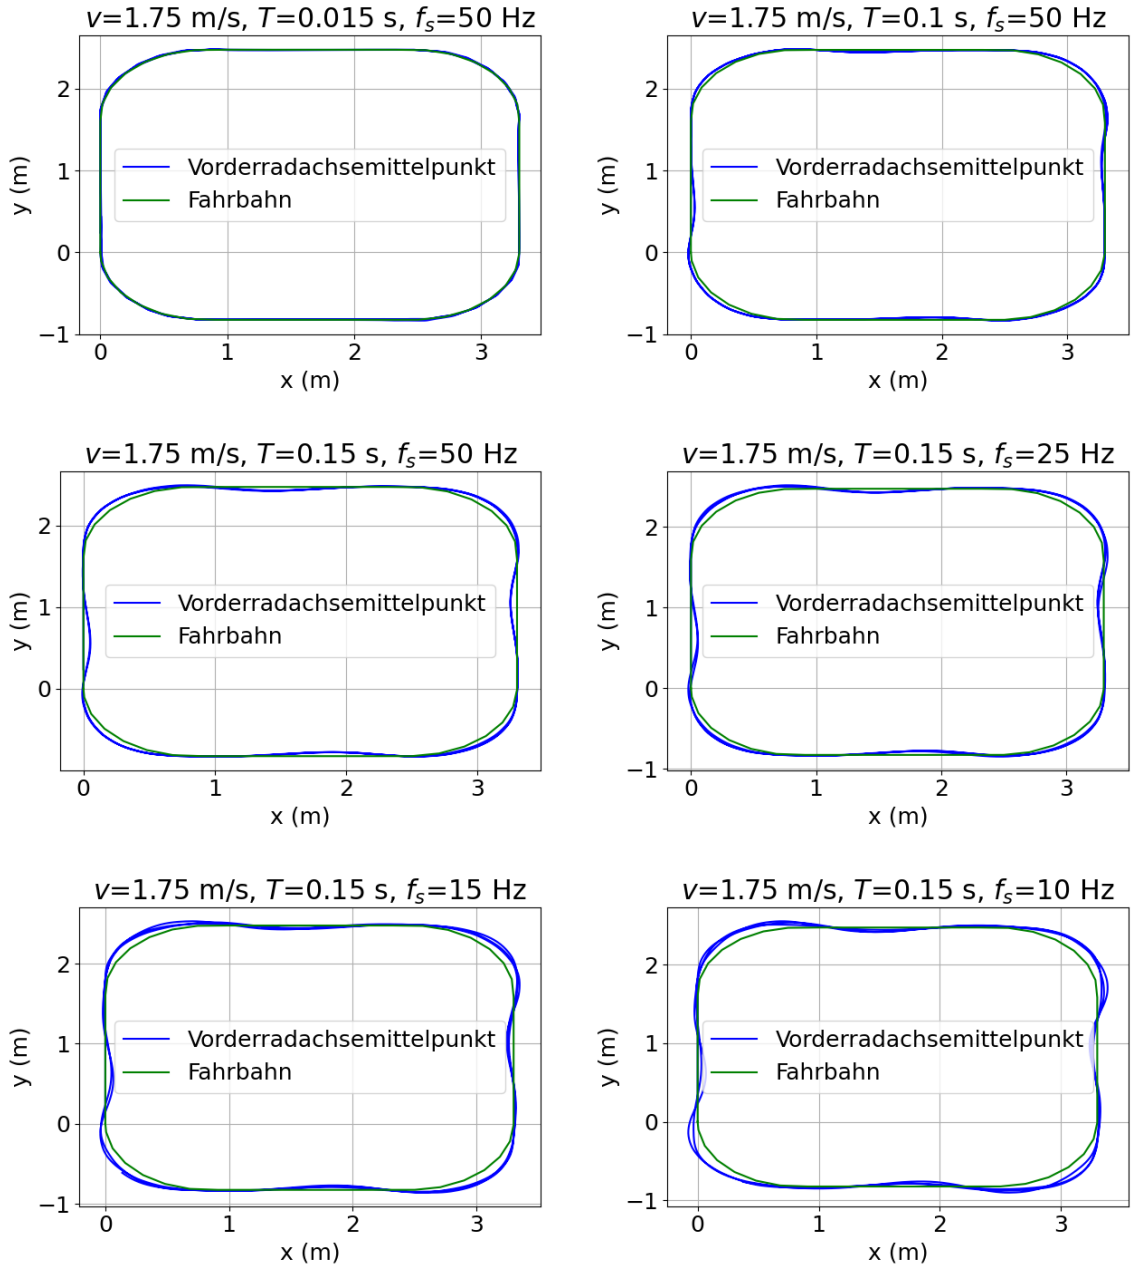 v=1.75 m/s, T=0.015 s, fs=50 Hz
y (m)
2
1
0
−1
Vorderradachsemittelpunkt
Fahrbahn
0 1 2 3
x (m)
v=1.75 m/s, T=0.1 s, fs=50 Hz
y (m)
2
1
0
−1
Vorderradachsemittelpunkt
Fahrbahn
0 1 2 3
x (m)
v=1.75 m/s, T=0.15 s, fs=50 Hz
y (m)
2
1
0
Vorderradachsemittelpunkt
Fahrbahn
0 1 2 3
x (m)
v=1.75 m/s, T=0.15 s, fs=25 Hz
y (m)
2
1
0
−1
Vorderradachsemittelpunkt
Fahrbahn
0 1 2 3
x (m)
v=1.75 m/s, T=0.15 s, fs=15 Hz
y (m)
2
1
0
−1
Vorderradachsemittelpunkt
Fahrbahn
0 1 2 3
x (m)
v=1.75 m/s, T=0.15 s, fs=10 Hz
y (m)
2
1
0
−1
Vorderradachsemittelpunkt
Fahrbahn
0 1 2 3
x (m)